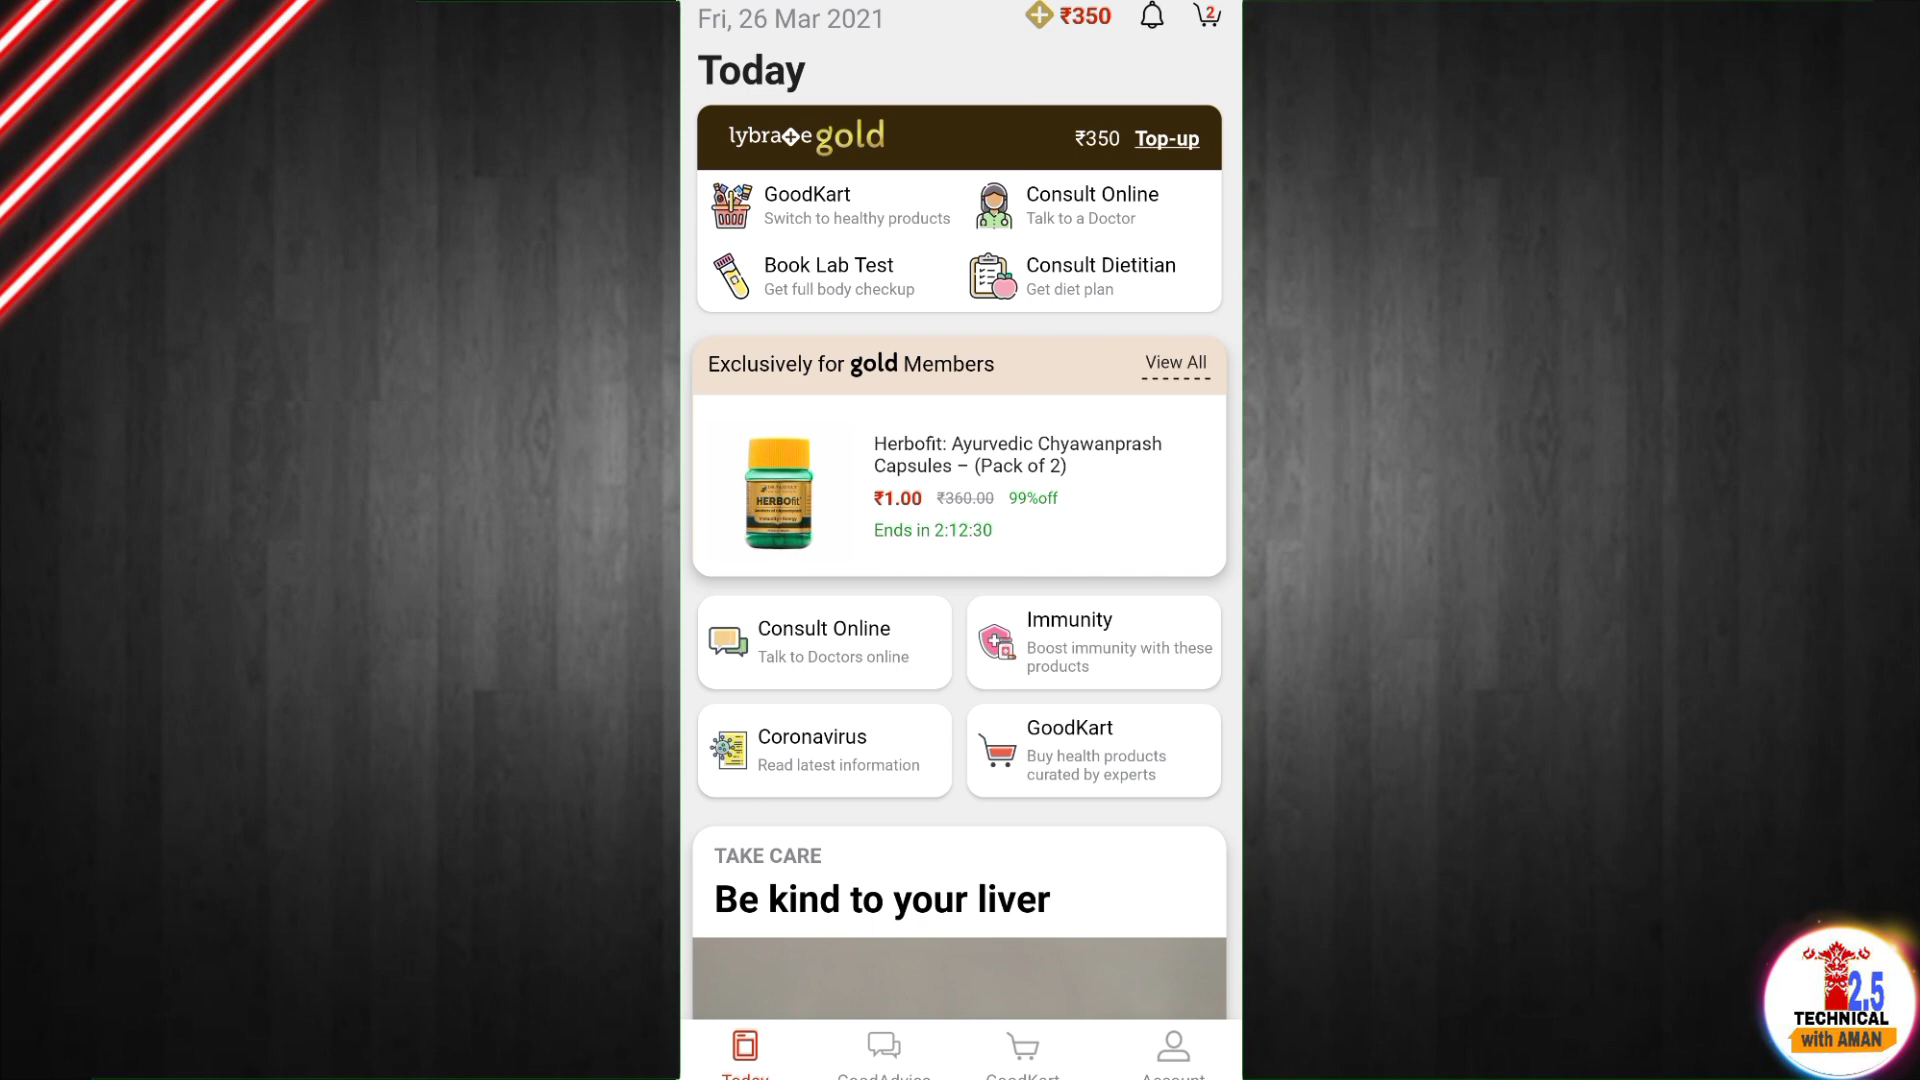 Fri, 26 Mar 2021
₹350
2
Today
lybrate gold
₹350 Top-up
GoodKart
Switch to healthy products
Consult Online
Talk to a Doctor
Book Lab Test
Get full body checkup
Consult Dietitian
Get diet plan
Exclusively for gold Members
View All
HERBOfit
Herbofit: Ayurvedic Chyawanprash
Capsules – (Pack of 2)
₹1.00 ₹360.00 99%off
Ends in 2:12:30
Consult Online
Talk to Doctors online
Immunity
Boost immunity with these
products
Coronavirus
Read latest information
GoodKart
Buy health products
curated by experts
TAKE CARE
Be kind to your liver
Today
GoodAdvice
GoodKart
Account
2.5
TECHNICAL
with AMAN